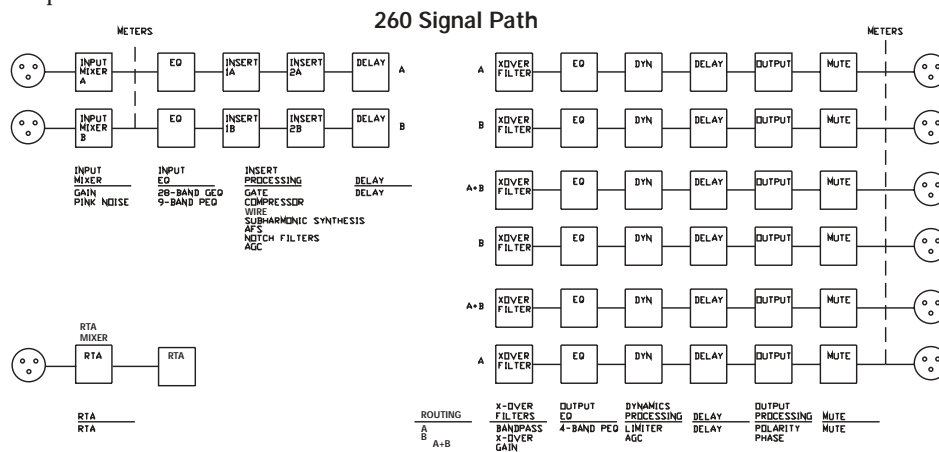 260 Signal Path
METERS
METERS
INPUT MIXER A
EQ
INSERT 1A
INSERT 2A
DELAY
A
A
XOVER FILTER
EQ
DYN
DELAY
OUTPUT
MUTE
INPUT MIXER B
EQ
INSERT 1B
INSERT 2B
DELAY
B
B
XOVER FILTER
EQ
DYN
DELAY
OUTPUT
MUTE
INPUT MIXER
GAIN
PINK NOISE
INPUT EQ
28-BAND GEQ
9-BAND PEQ
INSERT PROCESSING
GATE
COMPRESSOR
WIRE
SUBHARMONIC SYNTHESIS
AFS
NOTCH FILTERS
AGC
DELAY
DELAY
A+B
XOVER FILTER
EQ
DYN
DELAY
OUTPUT
MUTE
B
XOVER FILTER
EQ
DYN
DELAY
OUTPUT
MUTE
A+B
XOVER FILTER
EQ
DYN
DELAY
OUTPUT
MUTE
RTA MIXER
RTA
RTA
A
XOVER FILTER
EQ
DYN
DELAY
OUTPUT
MUTE
RTA
RTA
ROUTING
A
B
A+B
X-OVER FILTERS
BANDPASS
X-OVER
GAIN
OUTPUT EQ
4-BAND PEQ
DYNAMICS PROCESSING
LIMITER
AGC
DELAY
DELAY
OUTPUT PROCESSING
POLARITY
PHASE
MUTE
MUTE